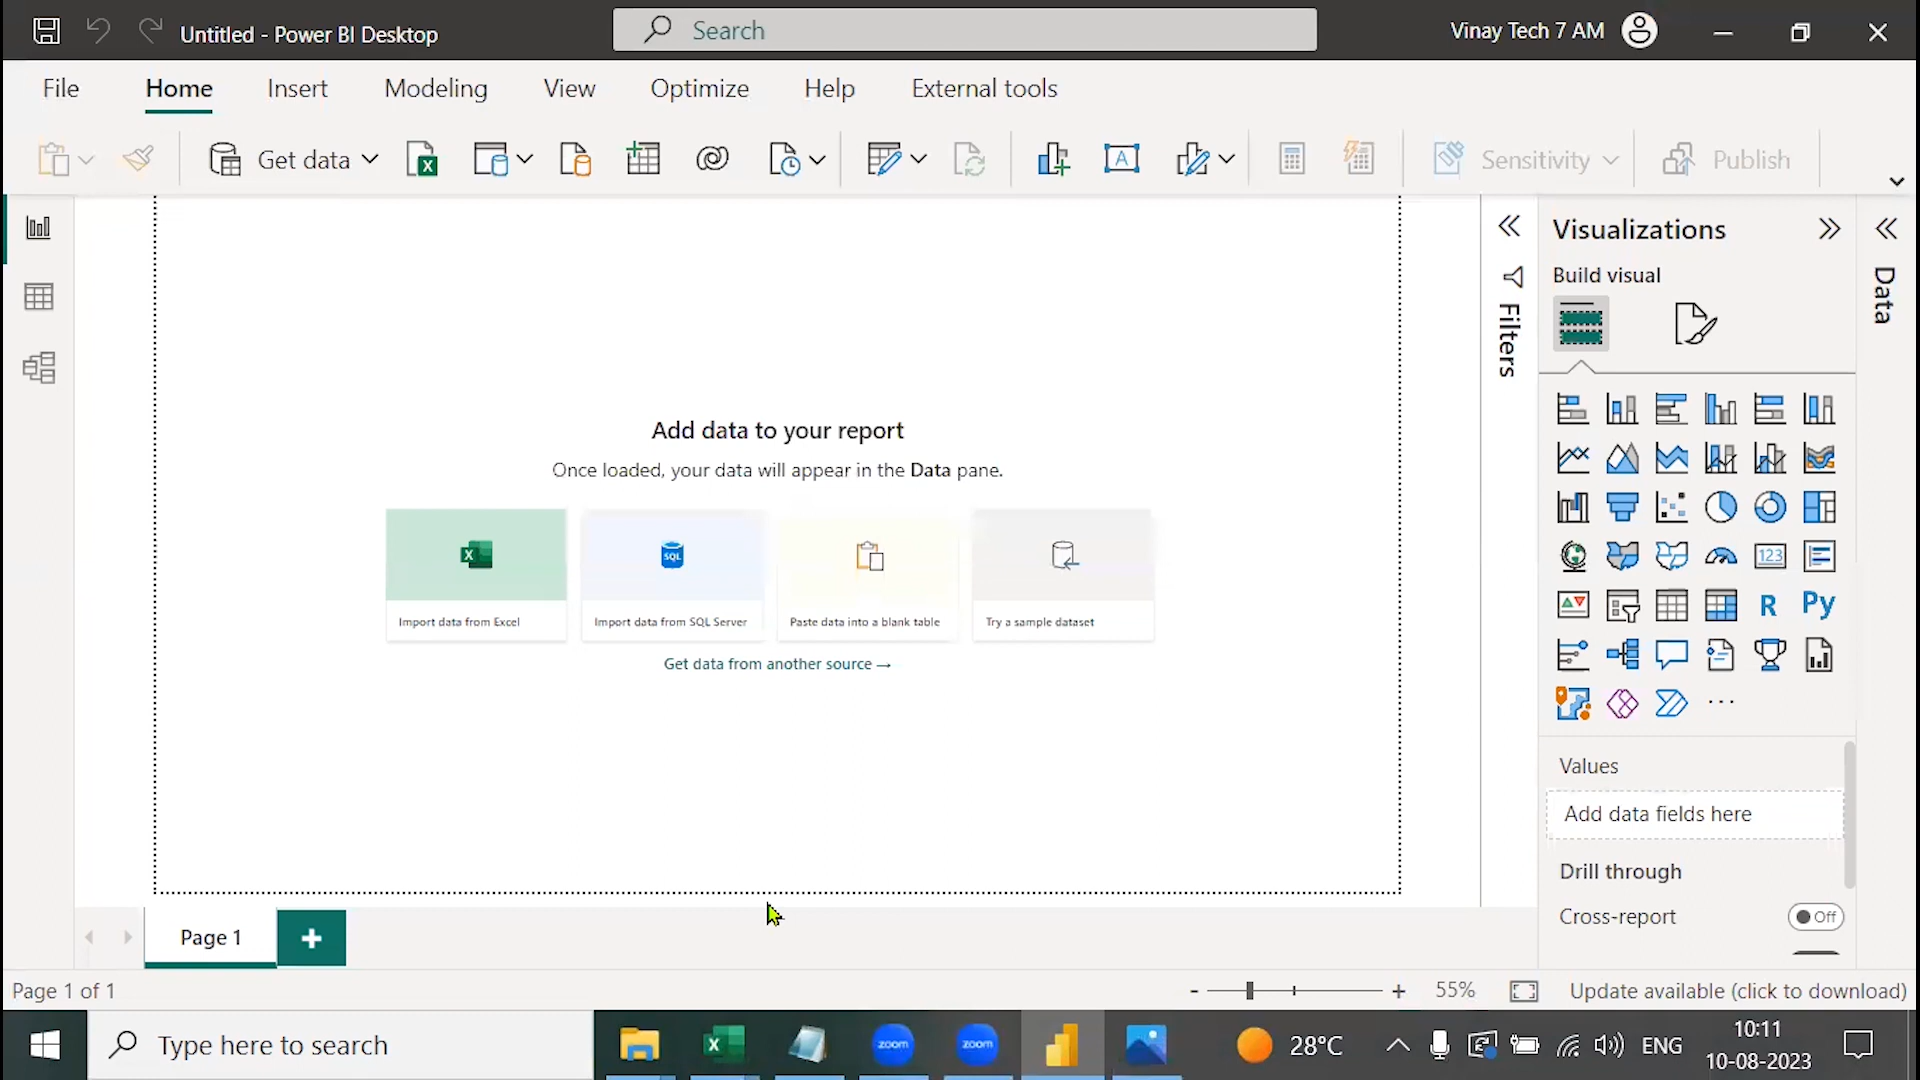 Untitled - Power BI Desktop
Search
Vinay Tech 7 AM
File Home Insert Modeling View Optimize Help External tools
Get data
Sensitivity
Publish
Filters
Visualizations
Build visual
Data
R Py
123
Add data to your report
Once loaded, your data will appear in the Data pane.
SQL
Import data from Excel
Import data from SQL Server
Paste data into a blank table
Try a sample dataset
Get data from another source →
Values
Add data fields here
Drill through
Cross-report
Off
Page 1
Page 1 of 1
- + 55%
Update available (click to download)
Type here to search
zoom
zoom
28°C
ENG
10:11
10-08-2023